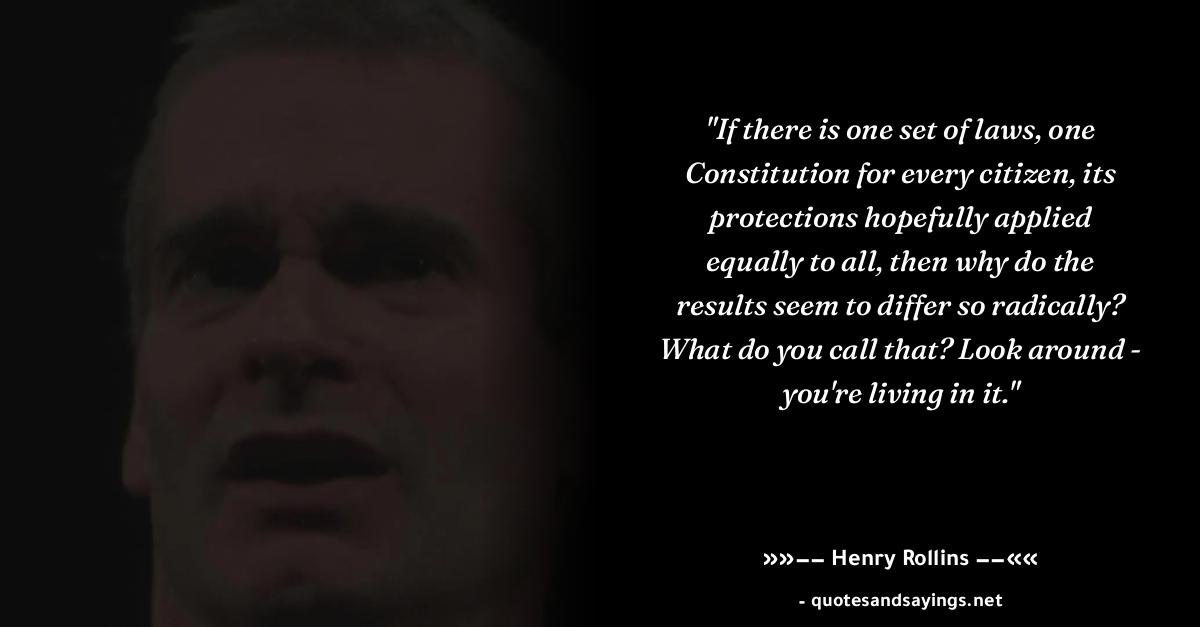 "If there is one set of laws, one
Constitution for every citizen, its
protections hopefully applied
equally to all, then why do the
results seem to differ so radically?
What do you call that? Look around -
you're living in it."
»»−− Henry Rollins −−««
- quotesandsayings.net